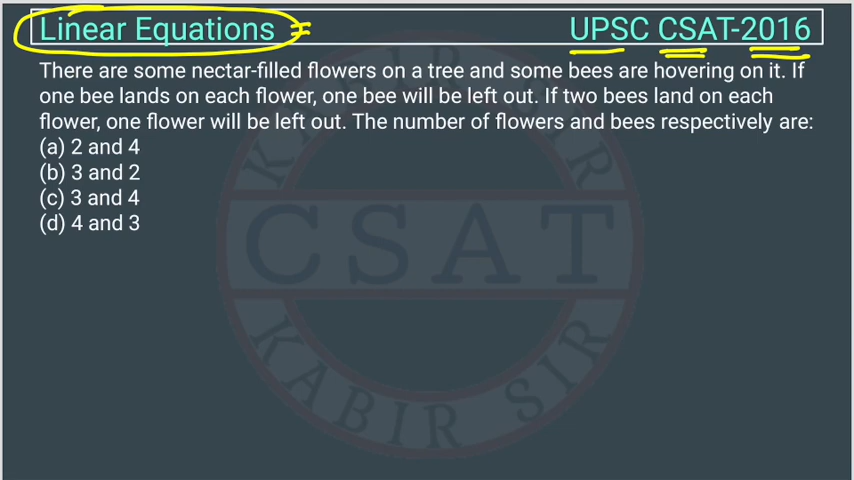 Linear Equations UPSC CSAT-2016
There are some nectar-filled flowers on a tree and some bees are hovering on it. If
one bee lands on each flower, one bee will be left out. If two bees land on each
flower, one flower will be left out. The number of flowers and bees respectively are:
(a) 2 and 4
(b) 3 and 2
(c) 3 and 4
(d) 4 and 3
KABIR SIR
CSAT
KABIR SIR